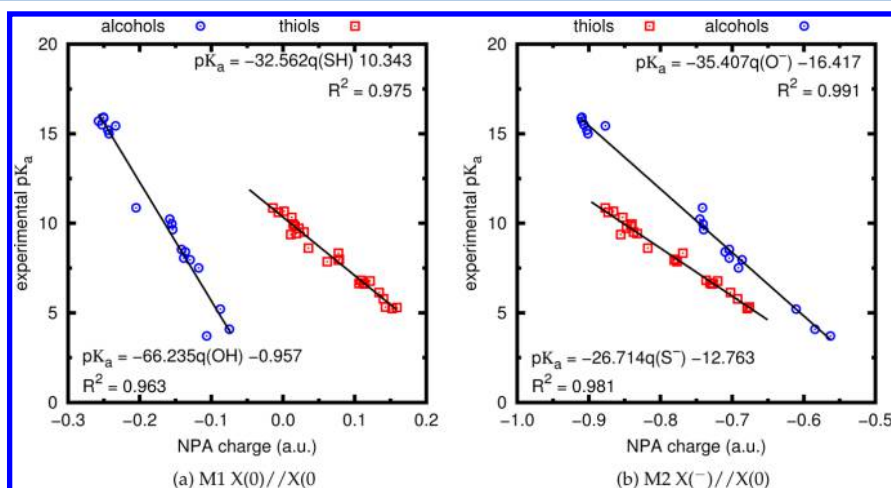 alcohols thiols
pKa = −32.562q(SH) 10.343
R² = 0.975
pKa = −66.235q(OH) −0.957
R² = 0.963
experimental pKa
20
15
10
5
0
−0.3 −0.2 −0.1 0.0 0.1 0.2
NPA charge (a.u.)
(a) M1 X(0)//X(0
thiols alcohols
pKa = −35.407q(O⁻) −16.417
R² = 0.991
pKa = −26.714q(S⁻) −12.763
R² = 0.981
experimental pKa
20
15
10
5
0
−1.0 −0.9 −0.8 −0.7 −0.6 −0.5
NPA charge (a.u.)
(b) M2 X(⁻)//X(0)